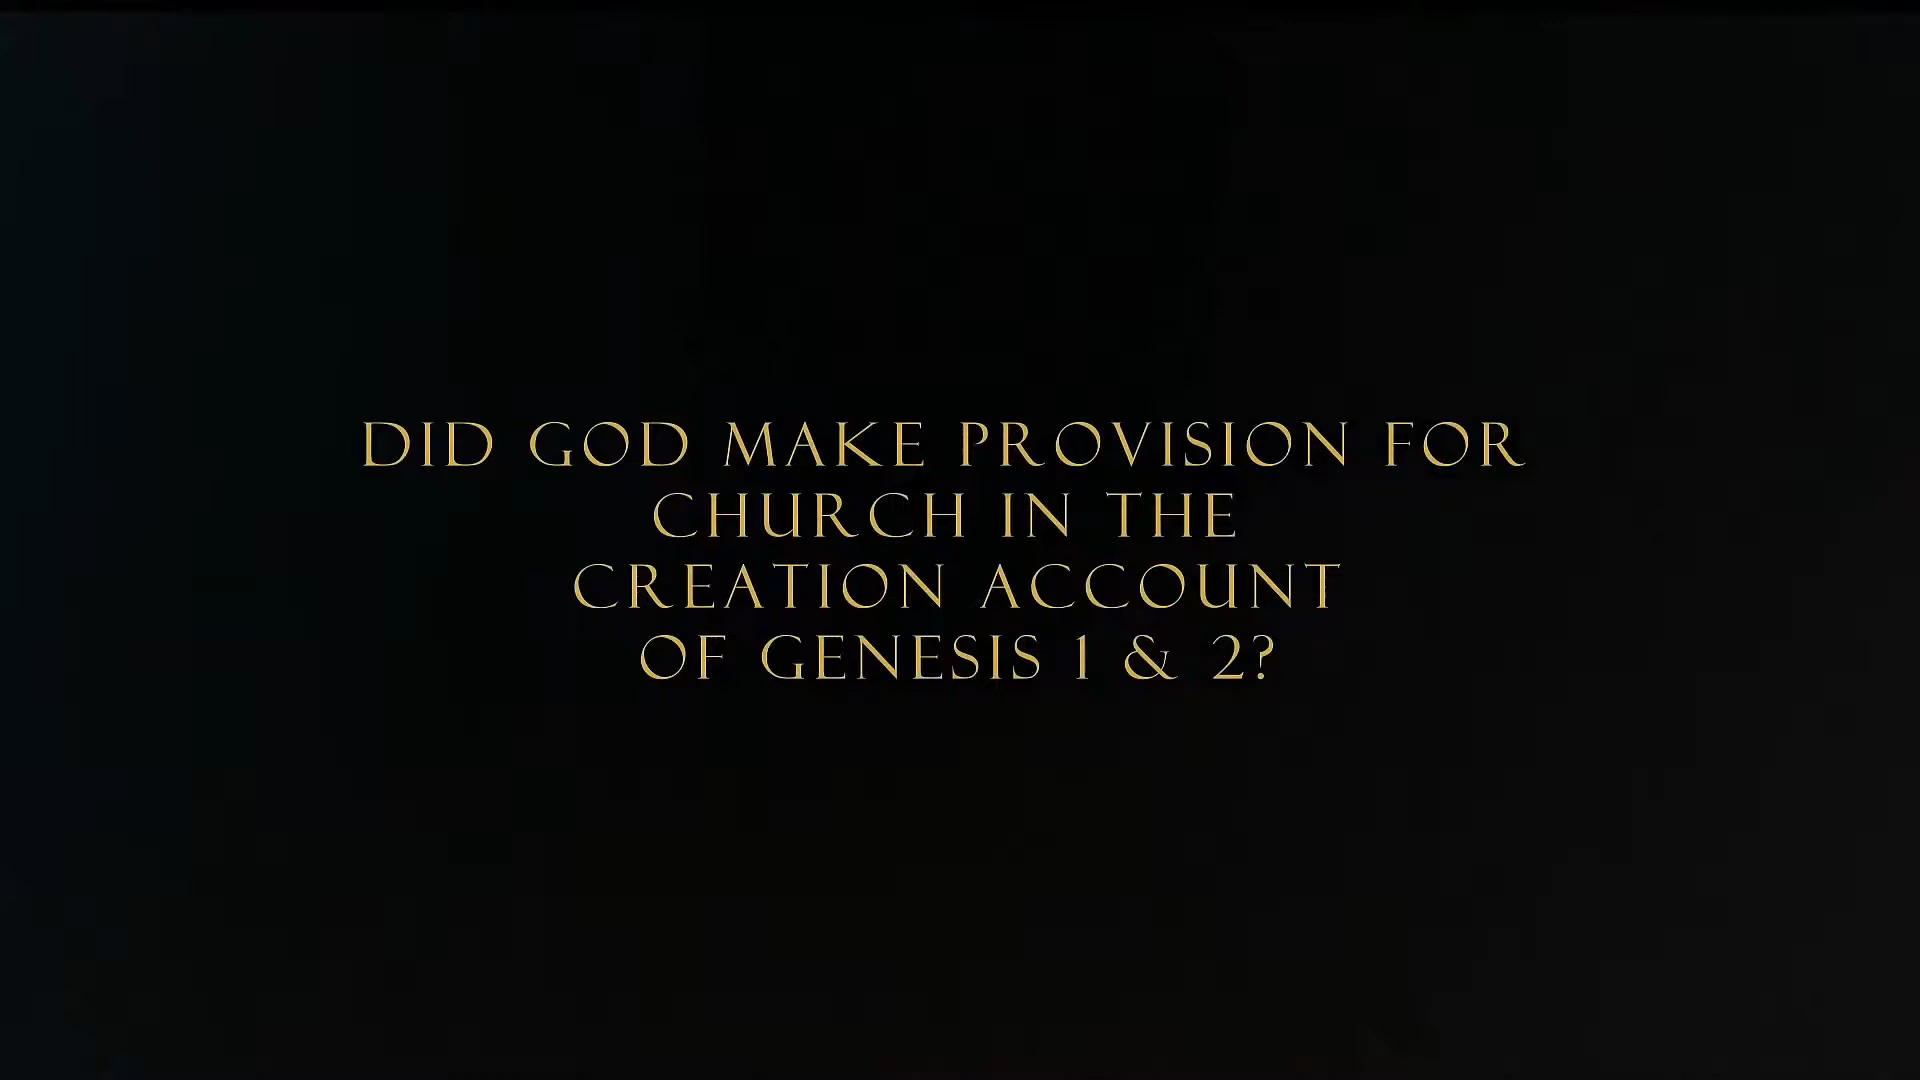 DID GOD MAKE PROVISION FOR
CHURCH IN THE
CREATION ACCOUNT
OF GENESIS 1 & 2?